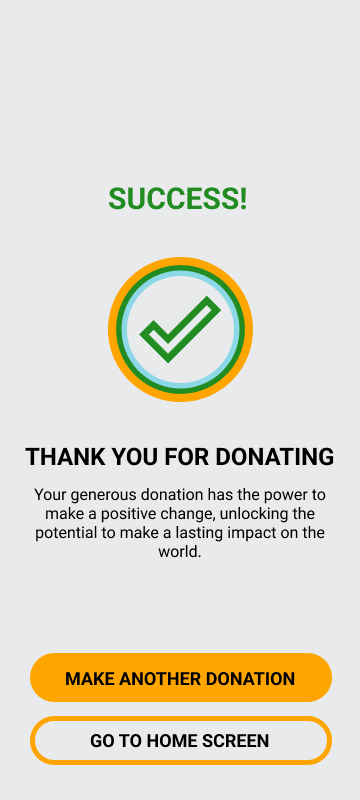 SUCCESS!
THANK YOU FOR DONATING
Your generous donation has the power to
make a positive change, unlocking the
potential to make a lasting impact on the
world.
MAKE ANOTHER DONATION
GO TO HOME SCREEN